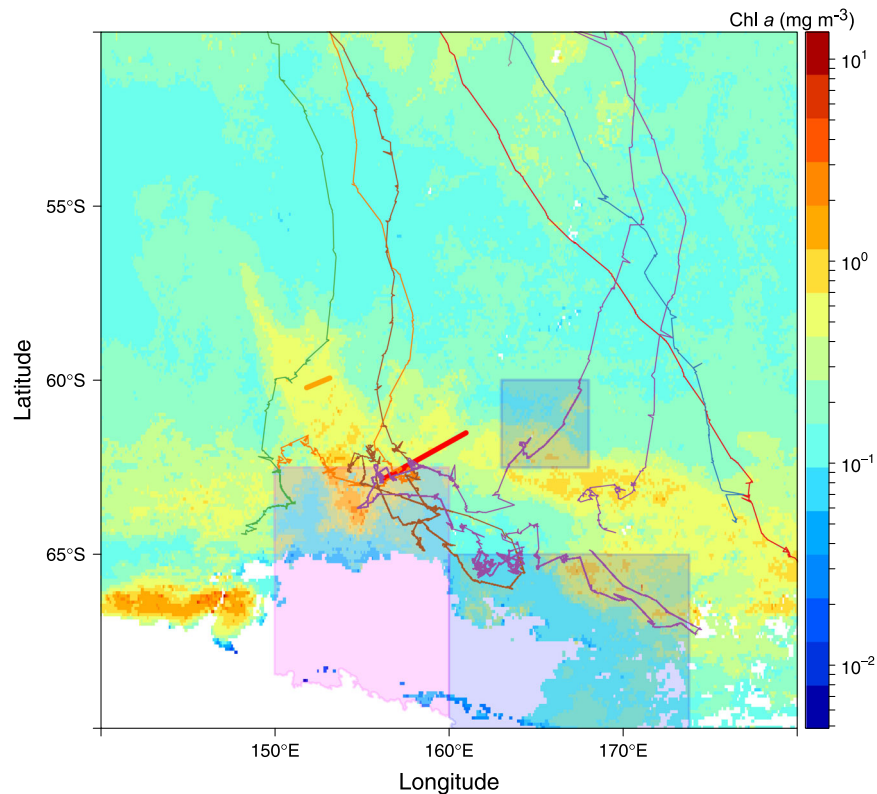 Chl a (mg m⁻³)
10¹
10⁰
10⁻¹
10⁻²
55°S
60°S
65°S
Latitude
150°E 160°E 170°E
Longitude